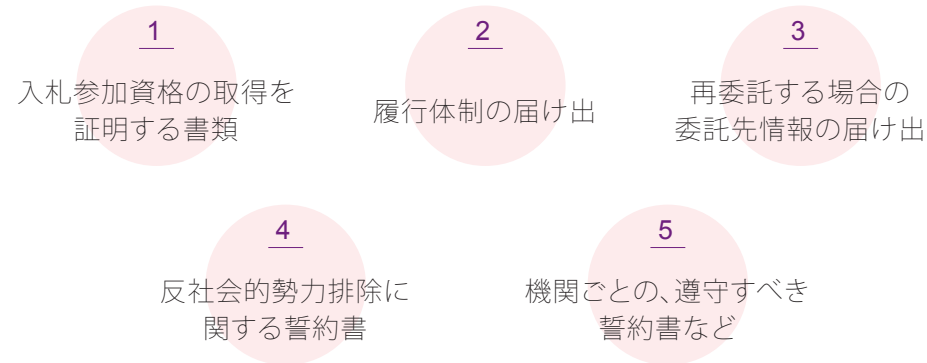 1
入札参加資格の取得を
証明する書類
2
履行体制の届け出
3
再委託する場合の
委託先情報の届け出
4
反社会的勢力排除に
関する誓約書
5
機関ごとの、遵守すべき
誓約書など